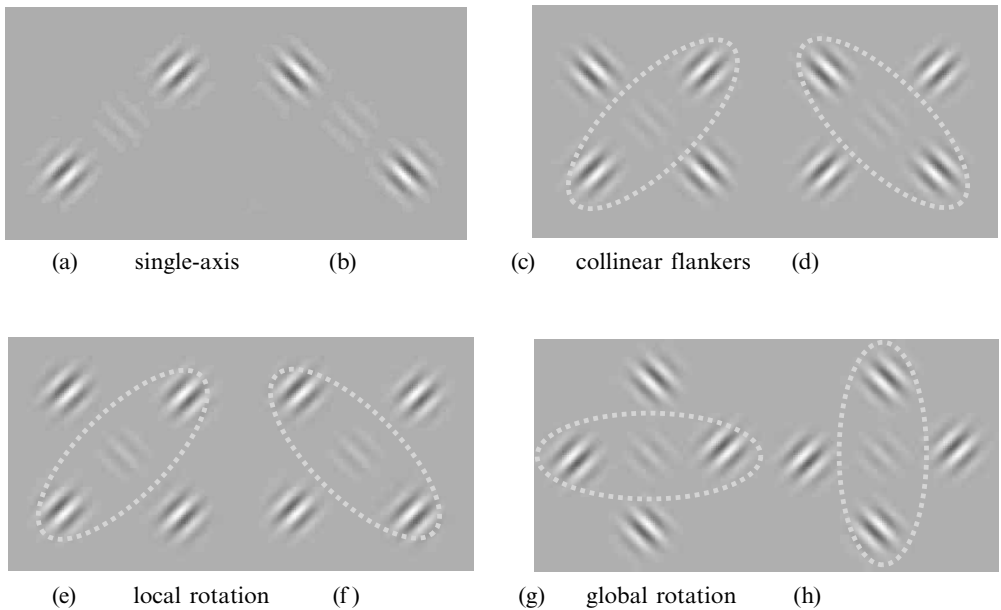 (a) single-axis (b)
(c) collinear flankers (d)
(e) local rotation (f)
(g) global rotation (h)